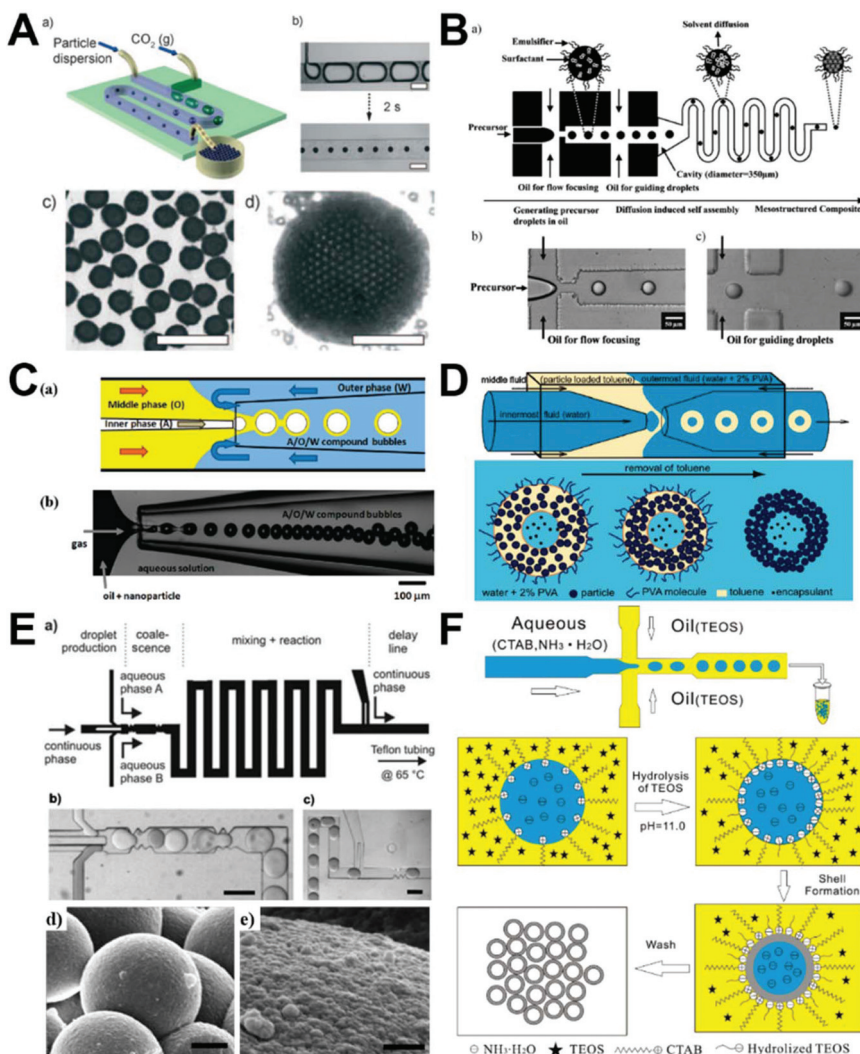 A
a)
Particle
dispersion
CO2 (g)
b)
2 s
c)
d)
B
a)
Emulsifier
Surfactant
Solvent diffusion
Precursor
Cavity (diameter=350μm)
Oil for flow focusing
Oil for guiding droplets
Generating precursor
droplets in oil
Diffusion induced self assembly
Mesostructured Composite
b)
c)
Precursor
50 μm
50 μm
Oil for flow focusing
Oil for guiding droplets
C
(a)
Middle phase (O)
Outer phase (W)
Inner phase (A)
A/O/W compound bubbles
(b)
A/O/W compound bubbles
gas
aqueous solution
oil + nanoparticle
100 μm
D
middle fluid
(particle loaded toluene)
outermost fluid (water + 2% PVA)
innermost fluid (water)
removal of toluene
water + 2% PVA
particle
PVA molecule
toluene
encapsulant
E
a)
droplet
production
coale-
scence
mixing + reaction
delay
line
aqueous
phase A
continuous
phase
continuous
phase
aqueous
phase B
Teflon tubing
@ 65 °C
b)
c)
d)
e)
F
Aqueous
(CTAB,NH3・H2O)
Oil(TEOS)
Oil(TEOS)
Hydrolysis
of TEOS
pH=11.0
Shell
Formation
Wash
NH3·H2O
TEOS
CTAB
Hydrolized TEOS